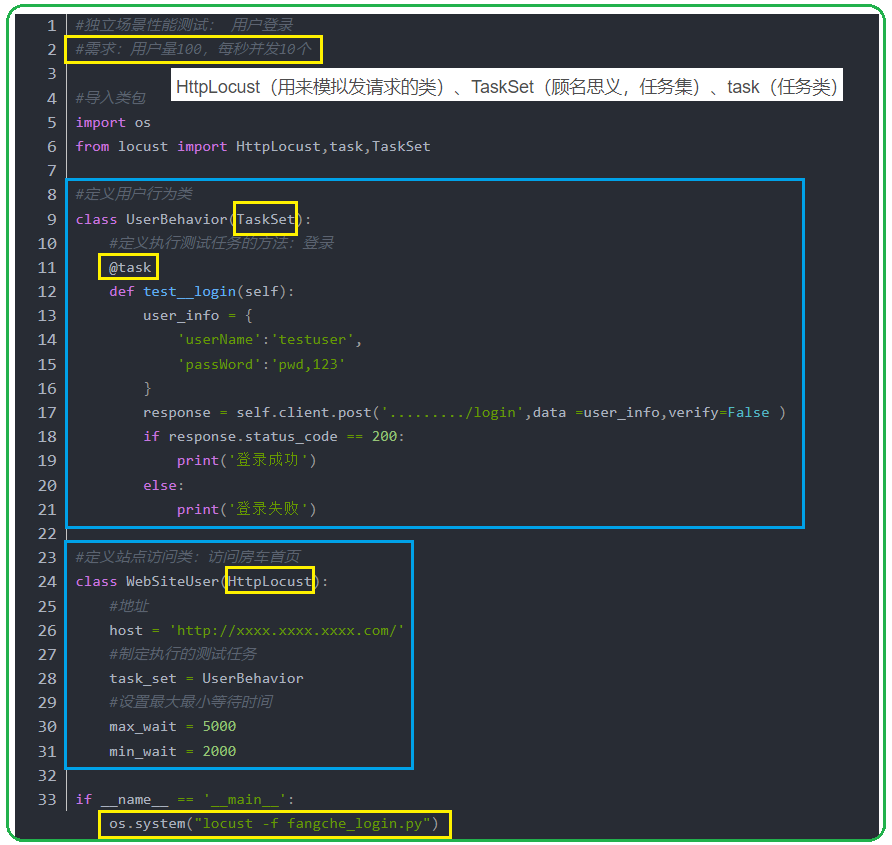 1 #独立场景性能测试： 用户登录
2 #需求：用户量100，每秒并发10个
3
HttpLocust（用来模拟发请求的类）、TaskSet（顾名思义，任务集）、task（任务类）
4 #导入类包
5 import os
6 from locust import HttpLocust,task,TaskSet
7
8 #定义用户行为类
9 class UserBehavior(TaskSet):
10 #定义执行测试任务的方法：登录
11 @task
12 def test__login(self):
13 user_info = {
14 'userName':'testuser',
15 'passWord':'pwd,123'
16 }
17 response = self.client.post('........./login',data =user_info,verify=False )
18 if response.status_code == 200:
19 print('登录成功')
20 else:
21 print('登录失败')
22
23 #定义站点访问类：访问房车首页
24 class WebSiteUser(HttpLocust):
25 #地址
26 host = 'http://xxxx.xxxx.xxxx.com/'
27 #制定执行的测试任务
28 task_set = UserBehavior
29 #设置最大最小等待时间
30 max_wait = 5000
31 min_wait = 2000
32
33 if __name__ == '__main__':
os.system("locust -f fangche_login.py")